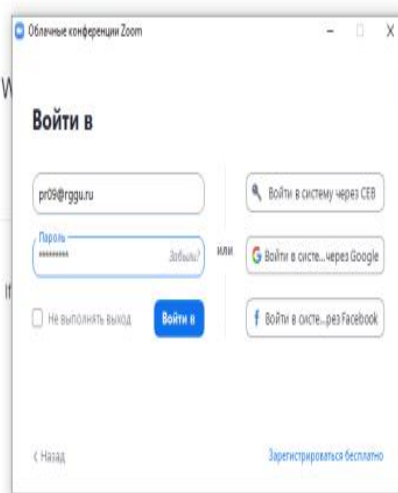 Облачные конференции Zoom
W
Войти в
pr09@rggu.ru
Пароль
*********
Забыли?
Не выполнять выход
Войти в
или
Войти в систему через СЕВ
Войти в систе...через Google
Войти в систе...рез Facebook
If
< Назад
Зарегистрироваться бесплатно